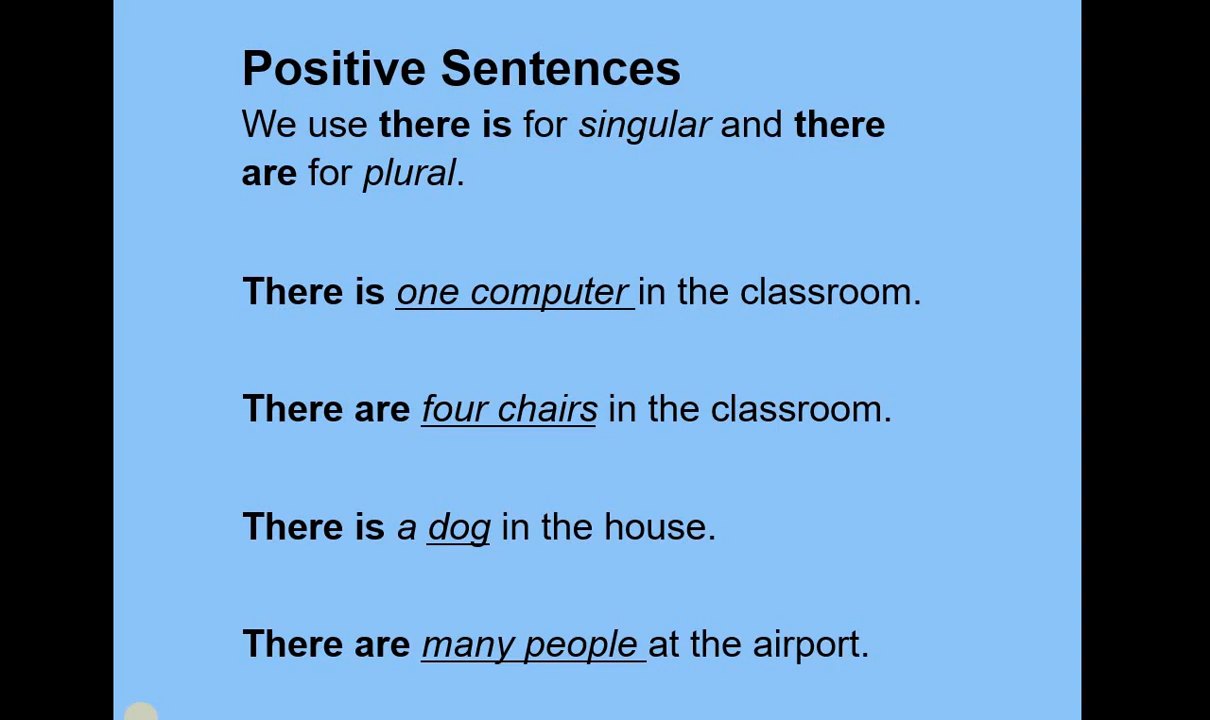 Positive Sentences
We use there is for singular and there
are for plural.
There is one computer in the classroom.
There are four chairs in the classroom.
There is a dog in the house.
There are many people at the airport.